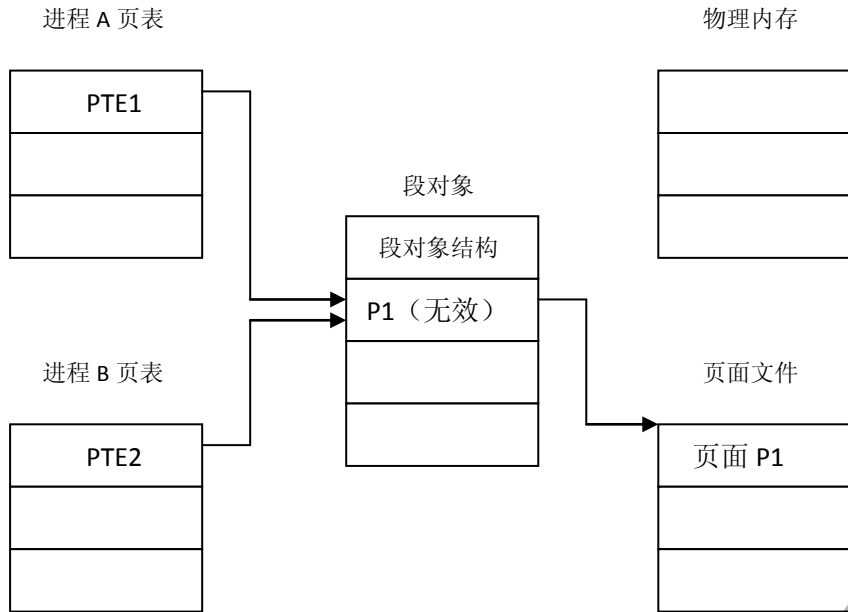 进程 A 页表
物理内存
PTE1
段对象
段对象结构
P1（无效）
进程 B 页表
页面文件
PTE2
页面 P1